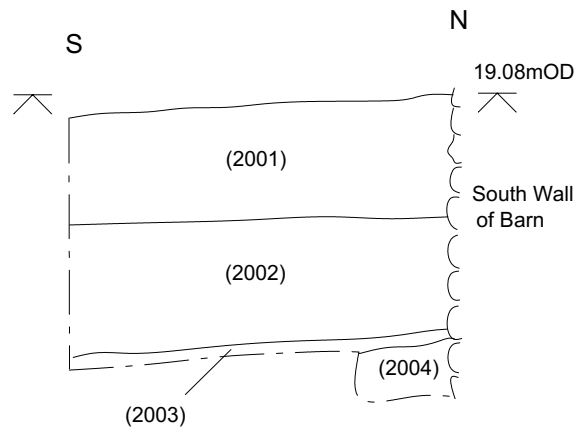 S
N
19.08mOD
(2001)
South Wall
of Barn
(2002)
(2004)
(2003)